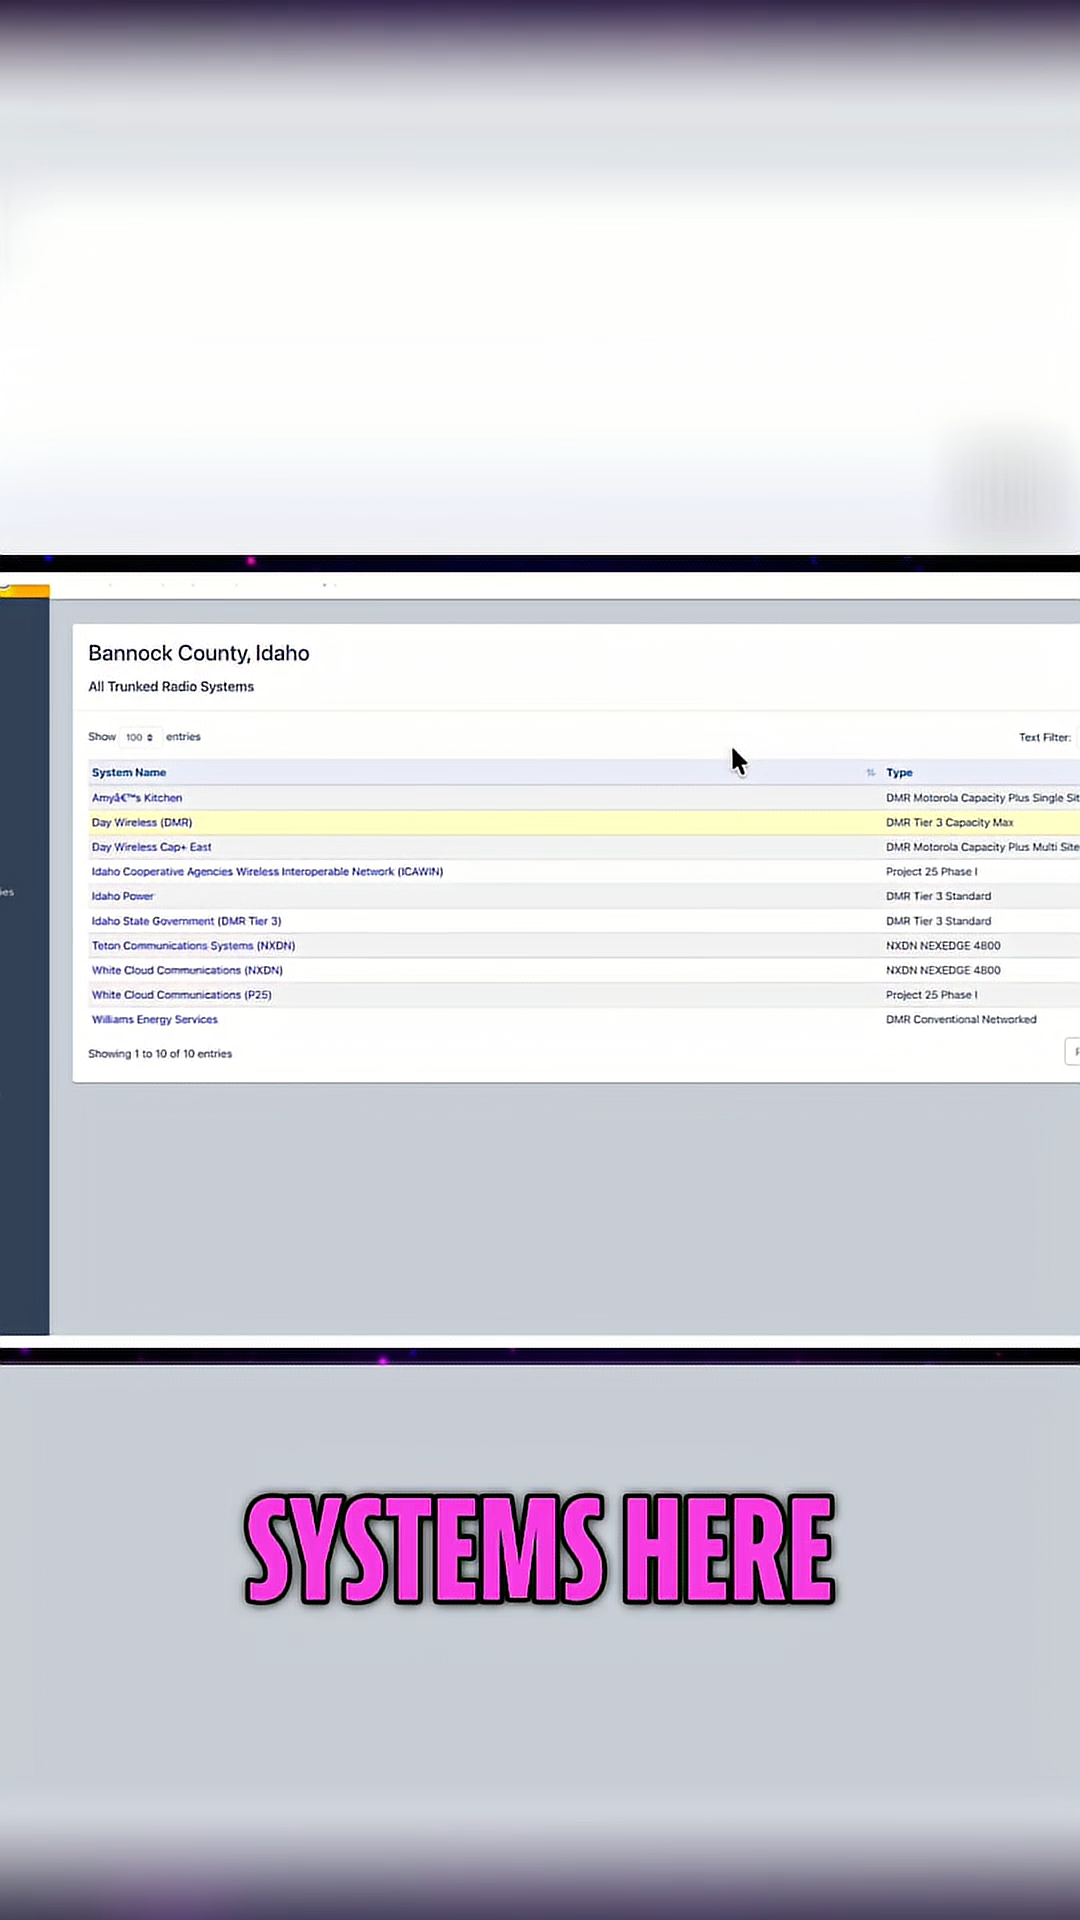 Bannock County, Idaho
All Trunked Radio Systems
Show 100 entries
Text Filter:
System Name Type
Amyâ€™s Kitchen DMR Motorola Capacity Plus Single Sit
Day Wireless (DMR) DMR Tier 3 Capacity Max
Day Wireless Cap+ East DMR Motorola Capacity Plus Multi Site
Idaho Cooperative Agencies Wireless Interoperable Network (ICAWIN) Project 25 Phase I
ies
Idaho Power DMR Tier 3 Standard
Idaho State Government (DMR Tier 3) DMR Tier 3 Standard
Teton Communications Systems (NXDN) NXDN NEXEDGE 4800
White Cloud Communications (NXDN) NXDN NEXEDGE 4800
White Cloud Communications (P25) Project 25 Phase I
Williams Energy Services DMR Conventional Networked
Showing 1 to 10 of 10 entries
SYSTEMS HERE